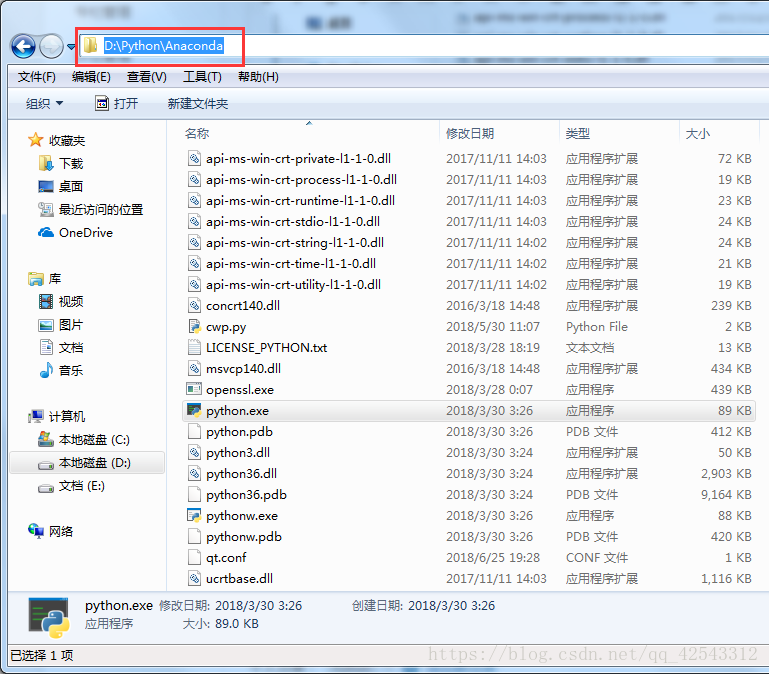 D:\Python\Anaconda
文件(F) 编辑(E) 查看(V) 工具(T) 帮助(H)
组织 打开 新建文件夹
名称 修改日期 类型 大小
收藏夹
下载
桌面
最近访问的位置
OneDrive
库
视频
图片
文档
音乐
计算机
本地磁盘 (C:)
本地磁盘 (D:)
文档 (E:)
网络
api-ms-win-crt-private-l1-1-0.dll 2017/11/11 14:03 应用程序扩展 72 KB
api-ms-win-crt-process-l1-1-0.dll 2017/11/11 14:03 应用程序扩展 19 KB
api-ms-win-crt-runtime-l1-1-0.dll 2017/11/11 14:03 应用程序扩展 23 KB
api-ms-win-crt-stdio-l1-1-0.dll 2017/11/11 14:03 应用程序扩展 24 KB
api-ms-win-crt-string-l1-1-0.dll 2017/11/11 14:02 应用程序扩展 24 KB
api-ms-win-crt-time-l1-1-0.dll 2017/11/11 14:02 应用程序扩展 21 KB
api-ms-win-crt-utility-l1-1-0.dll 2017/11/11 14:02 应用程序扩展 19 KB
concrt140.dll 2016/3/18 14:48 应用程序扩展 239 KB
cwp.py 2018/5/30 11:07 Python File 2 KB
LICENSE_PYTHON.txt 2018/3/28 18:19 文本文档 13 KB
msvcp140.dll 2016/3/18 14:48 应用程序扩展 434 KB
openssl.exe 2018/3/28 0:07 应用程序 439 KB
python.exe 2018/3/30 3:26 应用程序 89 KB
python.pdb 2018/3/30 3:26 PDB 文件 412 KB
python3.dll 2018/3/30 3:24 应用程序扩展 50 KB
python36.dll 2018/3/30 3:24 应用程序扩展 2,903 KB
python36.pdb 2018/3/30 3:24 PDB 文件 9,164 KB
pythonw.exe 2018/3/30 3:26 应用程序 88 KB
pythonw.pdb 2018/3/30 3:26 PDB 文件 420 KB
qt.conf 2018/6/25 19:28 CONF 文件 1 KB
ucrtbase.dll 2017/11/11 14:03 应用程序扩展 1,116 KB
python.exe 修改日期: 2018/3/30 3:26 创建日期: 2018/3/30 3:26
应用程序 大小: 89.0 KB
已选择 1 项
https://blog.csdn.net/qq_42543312